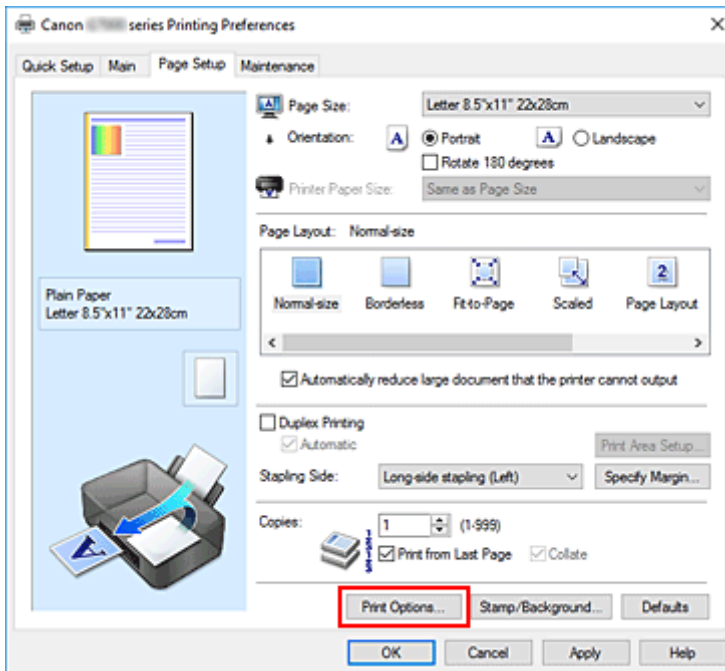 Canon series Printing Preferences
Quick Setup Main Page Setup Maintenance
Page Size: Letter 8.5"x11" 22x28cm
Orientation: A Portrait A Landscape
Rotate 180 degrees
Printer Paper Size: Same as Page Size
Page Layout: Normal-size
2
Normal-size Borderless Fit-to-Page Scaled Page Layout
Plain Paper
Letter 8.5"x11" 22x28cm
Automatically reduce large document that the printer cannot output
Duplex Printing
Automatic
Print Area Setup...
Stapling Side: Long-side stapling (Left) Specify Margin...
Copies: 1 (1-999)
Print from Last Page Collate
A
Print Options... Stamp/Background... Defaults
OK Cancel Apply Help